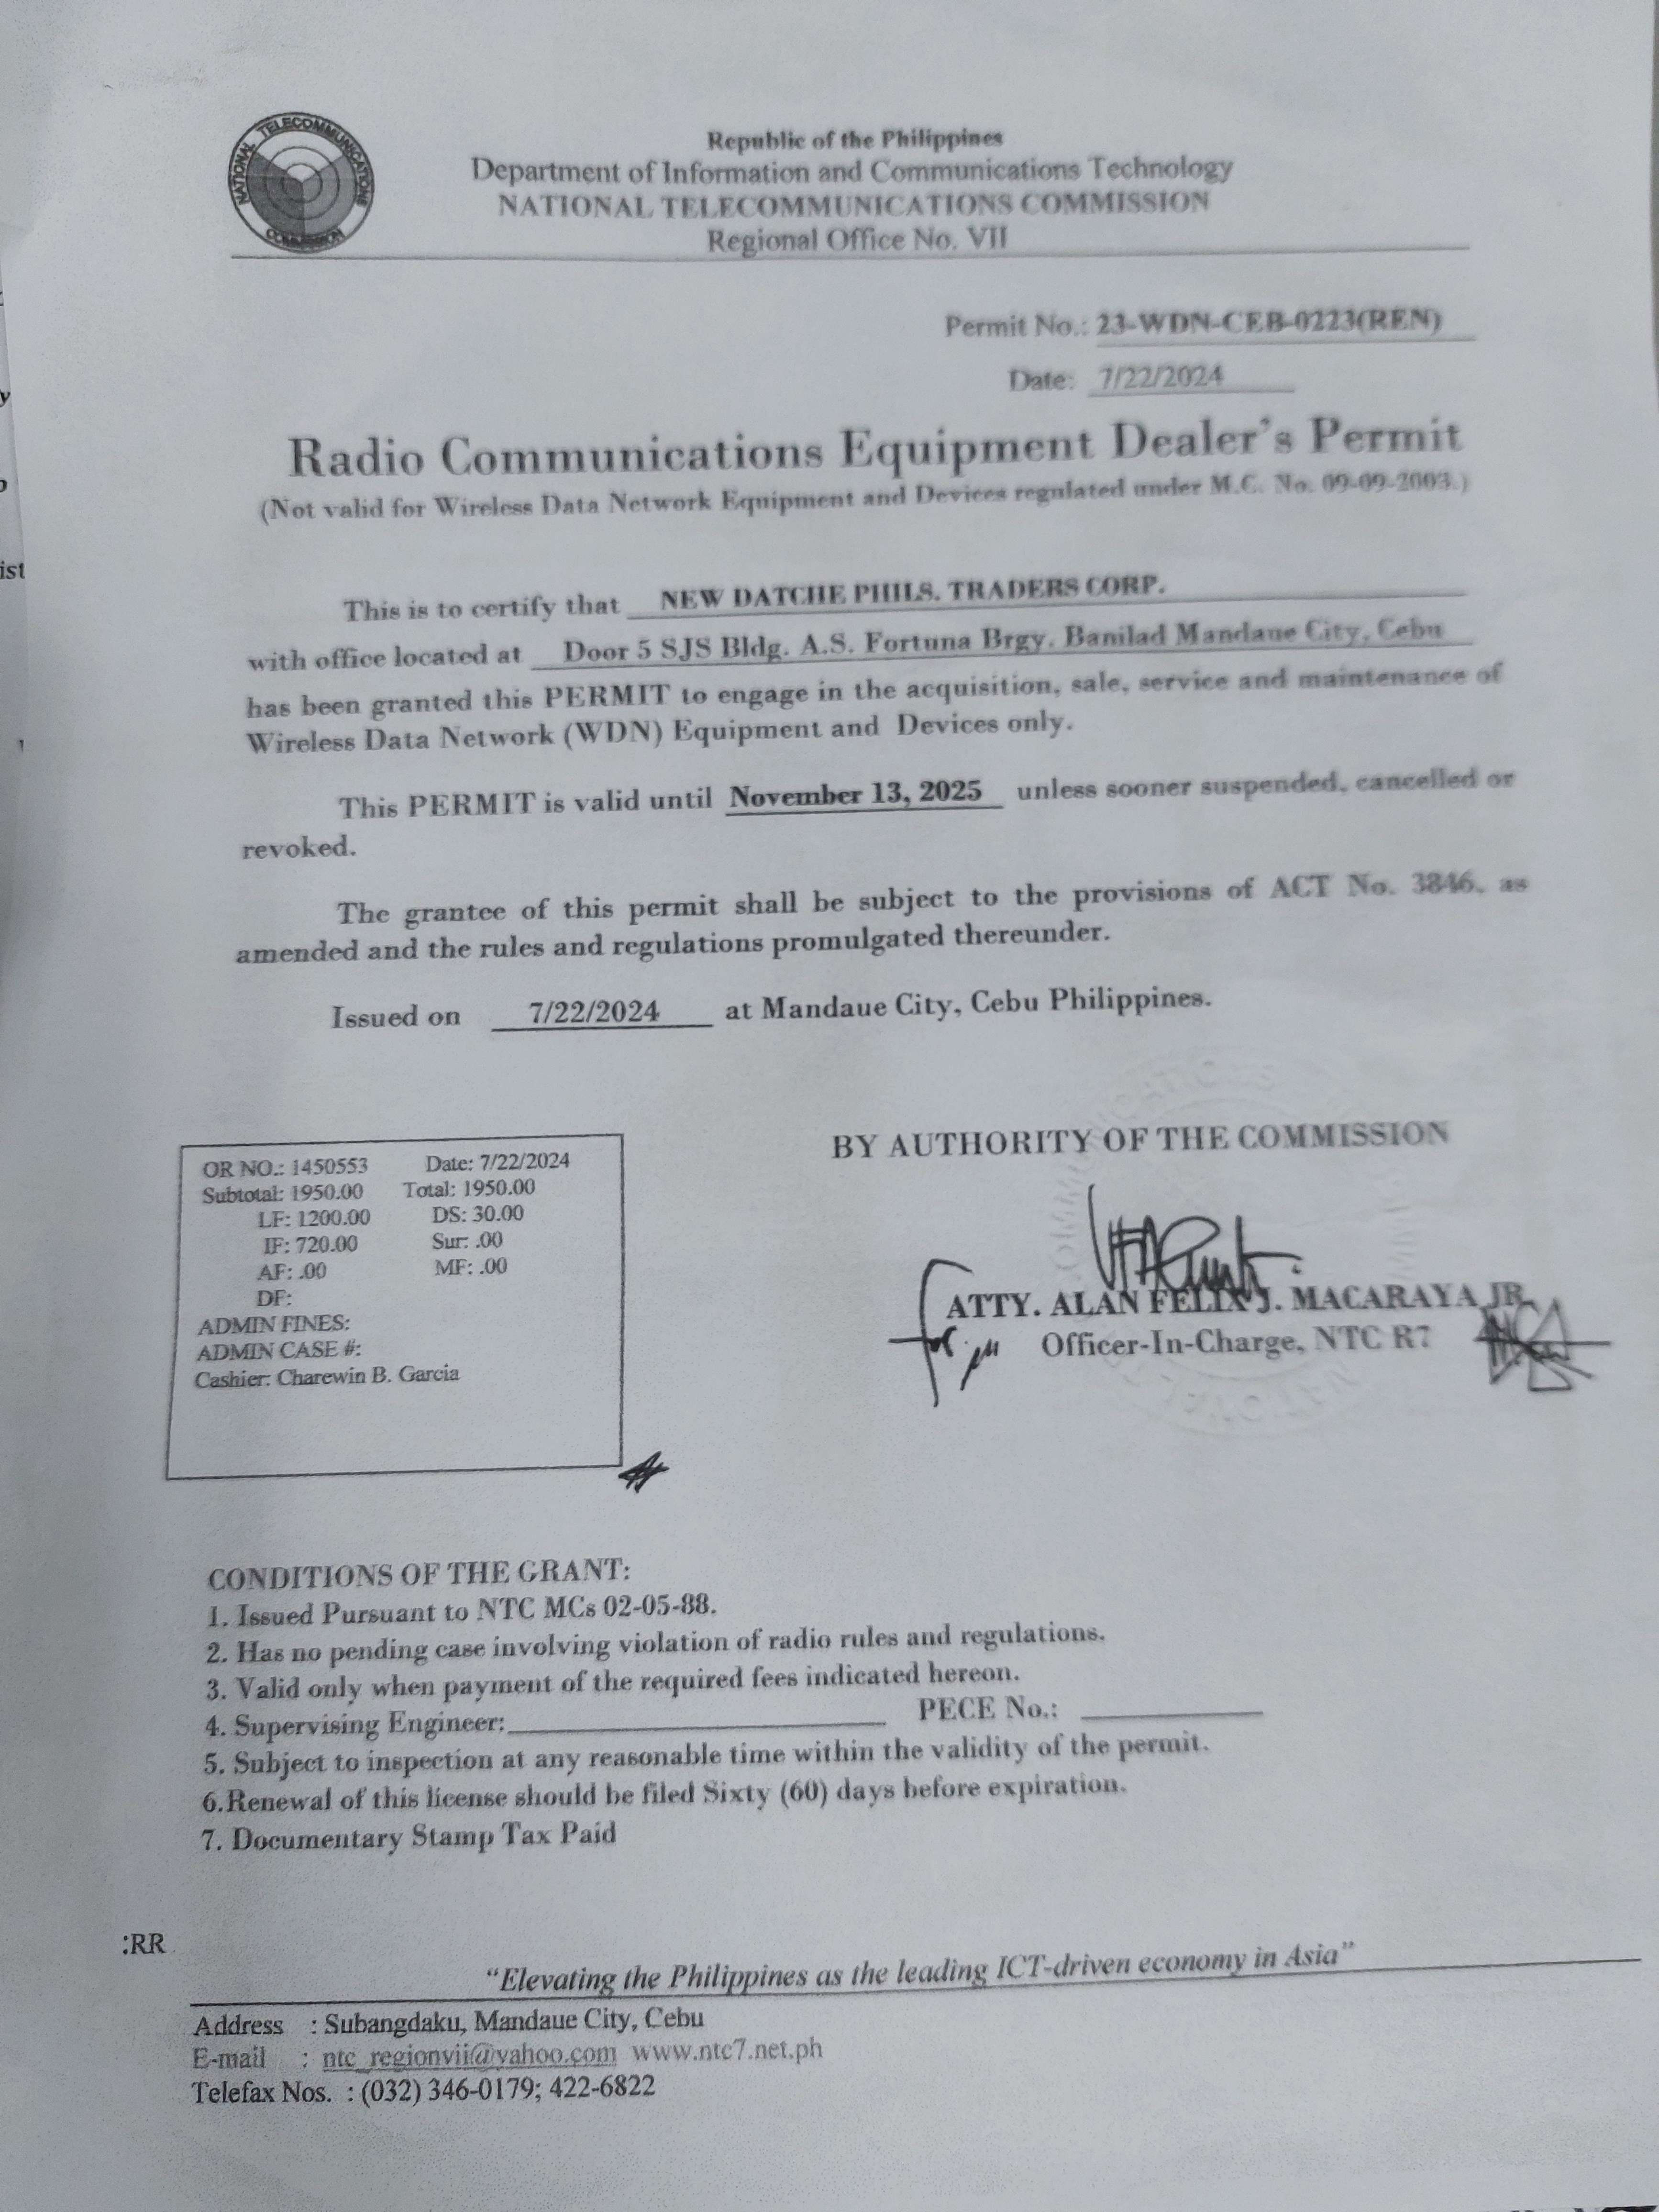 NATIONAL TELECOMMUNICATIONS COMMISSION
Republic of the Philippines
Department of Information and Communications Technology
NATIONAL TELECOMMUNICATIONS COMMISSION
Regional Office No. VII
Permit No.: 23-WDN-CEB-0223(REN)
Date: 7/22/2024
Radio Communications Equipment Dealer's Permit
(Not valid for Wireless Data Network Equipment and Devices regulated under M.C. No. 09-09-2003.)
This is to certify that NEW DATCHE PHILS. TRADERS CORP.
with office located at Door 5 SJS Bldg. A.S. Fortuna Brgy. Banilad Mandaue City, Cebu
has been granted this PERMIT to engage in the acquisition, sale, service and maintenance of
Wireless Data Network (WDN) Equipment and Devices only.
This PERMIT is valid until November 13, 2025 unless sooner suspended, cancelled or
revoked.
The grantee of this permit shall be subject to the provisions of ACT No. 3846, as
amended and the rules and regulations promulgated thereunder.
Issued on 7/22/2024 at Mandaue City, Cebu Philippines.
OR NO.: 1450553 Date: 7/22/2024
Subtotal: 1950.00 Total: 1950.00
LF: 1200.00 DS: 30.00
IF: 720.00 Sur: .00
AF: .00 MF: .00
DF:
ADMIN FINES:
ADMIN CASE #:
Cashier: Charewin B. Garcia
BY AUTHORITY OF THE COMMISSION
ATTY. ALAN FELIX J. MACARAYA JR.
for Officer-In-Charge, NTC R7
CONDITIONS OF THE GRANT:
1. Issued Pursuant to NTC MCs 02-05-88.
2. Has no pending case involving violation of radio rules and regulations.
3. Valid only when payment of the required fees indicated hereon.
4. Supervising Engineer: PECE No.:
5. Subject to inspection at any reasonable time within the validity of the permit.
6.Renewal of this license should be filed Sixty (60) days before expiration.
7. Documentary Stamp Tax Paid
:RR
"Elevating the Philippines as the leading ICT-driven economy in Asia"
Address : Subangdaku, Mandaue City, Cebu
E-mail : ntc_regionvii@yahoo.com www.ntc7.net.ph
Telefax Nos. : (032) 346-0179; 422-6822